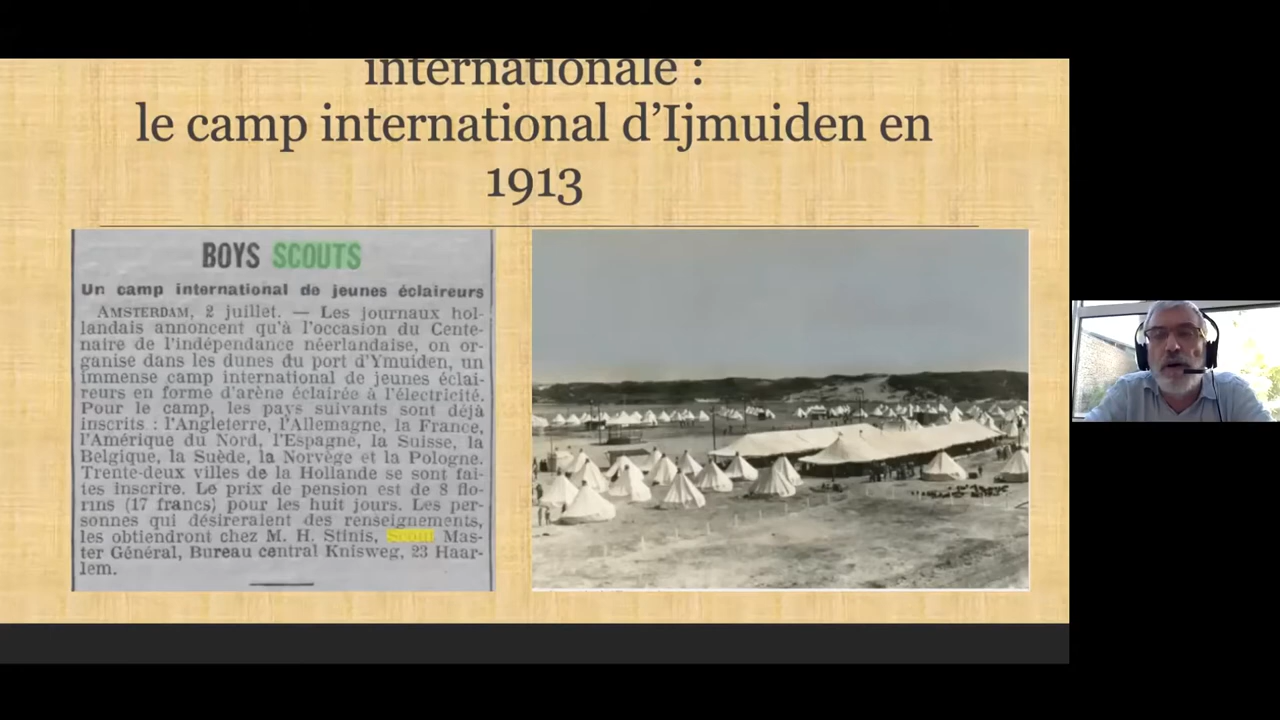 internationale :
le camp international d’Ijmuiden en
1913
BOYS SCOUTS
Un camp international de jeunes éclaireurs
AMSTERDAM, 2 juillet. — Les journaux hol-
landais annoncent qu'à l'occasion du Cente-
naire de l'indépendance néerlandaise, on or-
ganise dans les dunes du port d'Ymuiden, un
immense camp international de jeunes éclai-
reurs en forme d'arène éclairée à l'électricité.
Pour le camp, les pays suivants sont déjà
inscrits : l'Angleterre, l'Allemagne, la France,
l'Amérique du Nord, l'Espagne, la Suisse, la
Belgique, la Suède, la Norvège et la Pologne.
Trente-deux villes de la Hollande se sont fai-
tes inscrire. Le prix de pension est de 8 flo-
rins (17 francs) pour les huit jours. Les per-
sonnes qui désireraient des renseignements,
les obtiendront chez M. H. Stinis, Scout Mas-
ter Général, Bureau central Knisweg, 23 Haar-
lem.